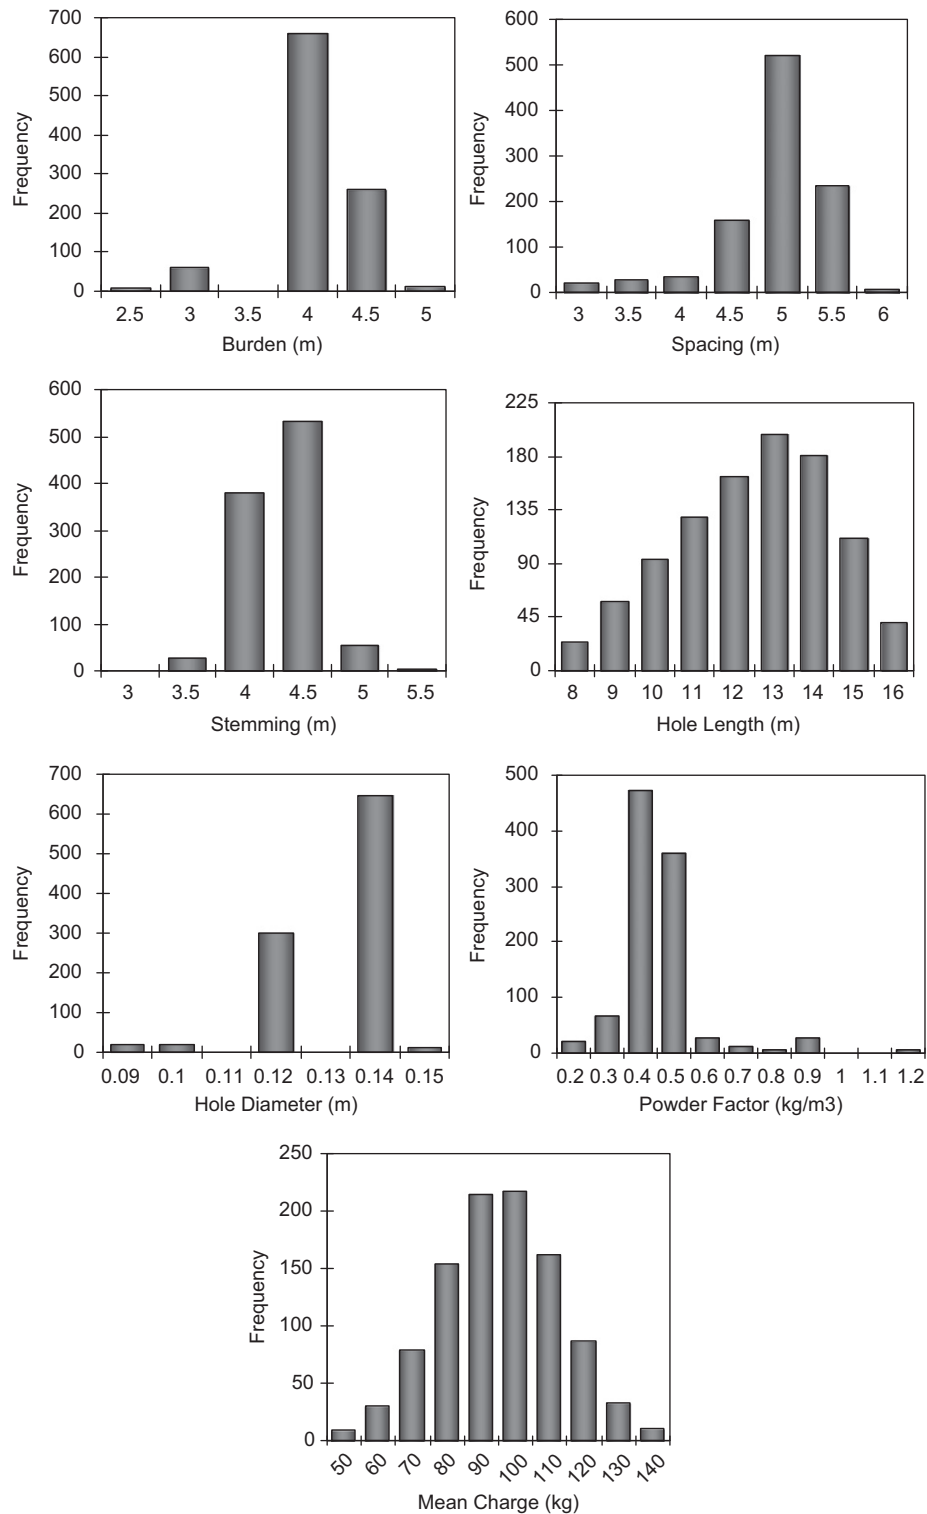 700
600
500
400
300
200
100
0
Frequency
2.5 3 3.5 4 4.5 5
Burden (m)
600
500
400
300
200
100
0
Frequency
3 3.5 4 4.5 5 5.5 6
Spacing (m)
600
500
400
300
200
100
0
Frequency
3 3.5 4 4.5 5 5.5
Stemming (m)
225
180
135
90
45
0
Frequency
8 9 10 11 12 13 14 15 16
Hole Length (m)
700
600
500
400
300
200
100
0
Frequency
0.09 0.1 0.11 0.12 0.13 0.14 0.15
Hole Diameter (m)
500
400
300
200
100
0
Frequency
0.2 0.3 0.4 0.5 0.6 0.7 0.8 0.9 1 1.1 1.2
Powder Factor (kg/m3)
250
200
150
100
50
0
Frequency
50 60 70 80 90 100 110 120 130 140
Mean Charge (kg)